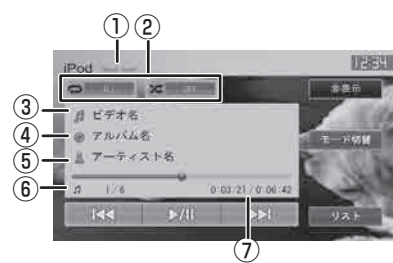 ① ②
iPod 12:34
ALL OFF 非表示
③ ビデオ名
④ アルバム名 モード切替
⑤ アーティスト名
⑥ 1/6 0:03:21/0:06:42
リスト
⑦